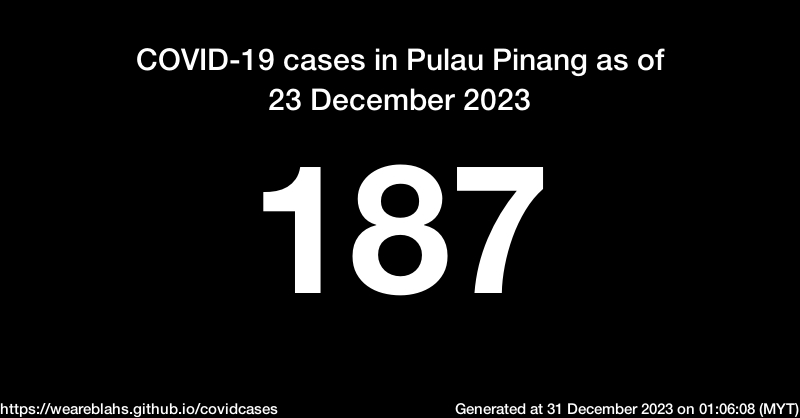 COVID-19 cases in Pulau Pinang as of
23 December 2023
187
https://weareblahs.github.io/covidcases
Generated at 31 December 2023 on 01:06:08 (MYT)